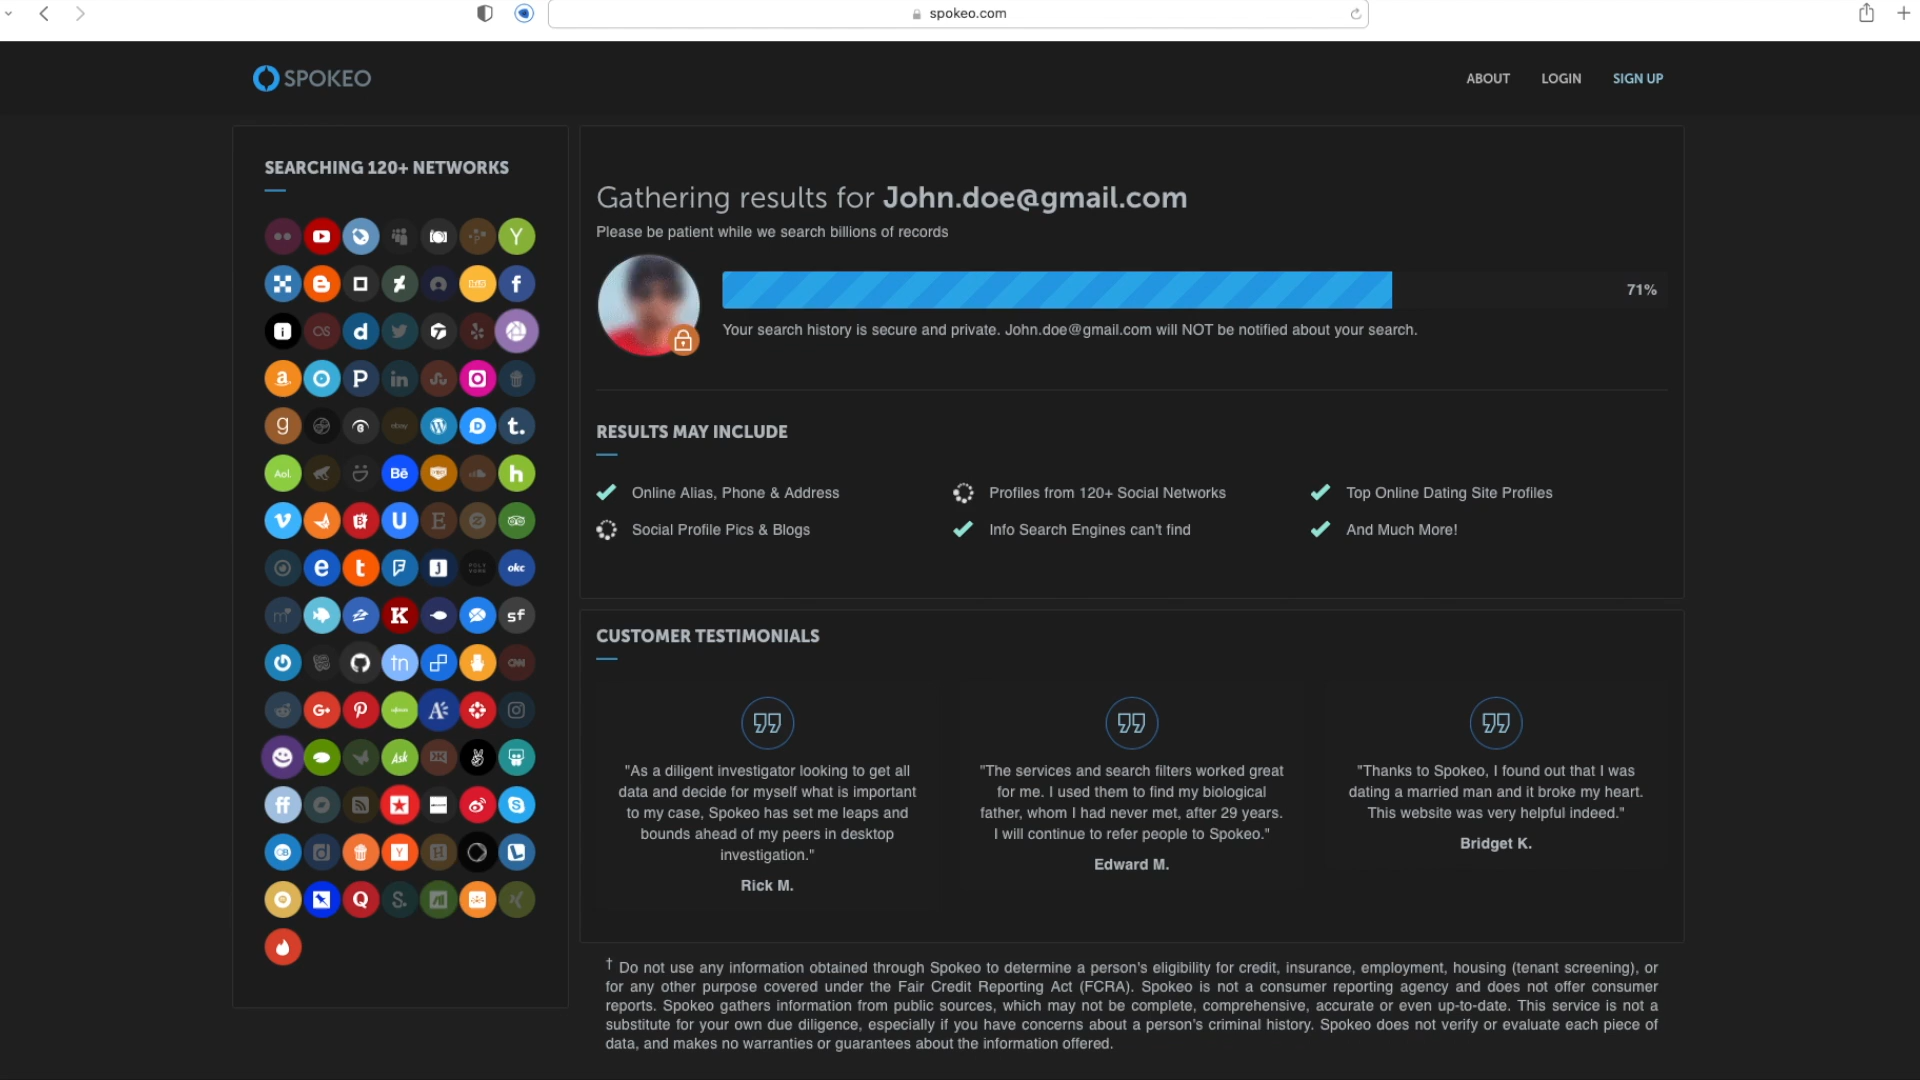 spokeo.com
SPOKEO
ABOUT
LOGIN
SIGN UP
SEARCHING 120+ NETWORKS
Gathering results for John.doe@gmail.com
Please be patient while we search billions of records
71%
Your search history is secure and private. John.doe@gmail.com will NOT be notified about your search.
RESULTS MAY INCLUDE
Online Alias, Phone & Address
Profiles from 120+ Social Networks
Top Online Dating Site Profiles
Social Profile Pics & Blogs
Info Search Engines can't find
And Much More!
CUSTOMER TESTIMONIALS
"As a diligent investigator looking to get all
data and decide for myself what is important
to my case, Spokeo has set me leaps and
bounds ahead of my peers in desktop
investigation."
Rick M.
"The services and search filters worked great
for me. I used them to find my biological
father, whom I had never met, after 29 years.
I will continue to refer people to Spokeo."
Edward M.
"Thanks to Spokeo, I found out that I was
dating a married man and it broke my heart.
This website was very helpful indeed."
Bridget K.
† Do not use any information obtained through Spokeo to determine a person's eligibility for credit, insurance, employment, housing (tenant screening), or
for any other purpose covered under the Fair Credit Reporting Act (FCRA). Spokeo is not a consumer reporting agency and does not offer consumer
reports. Spokeo gathers information from public sources, which may not be complete, comprehensive, accurate or even up-to-date. This service is not a
substitute for your own due diligence, especially if you have concerns about a person's criminal history. Spokeo does not verify or evaluate each piece of
data, and makes no warranties or guarantees about the information offered.